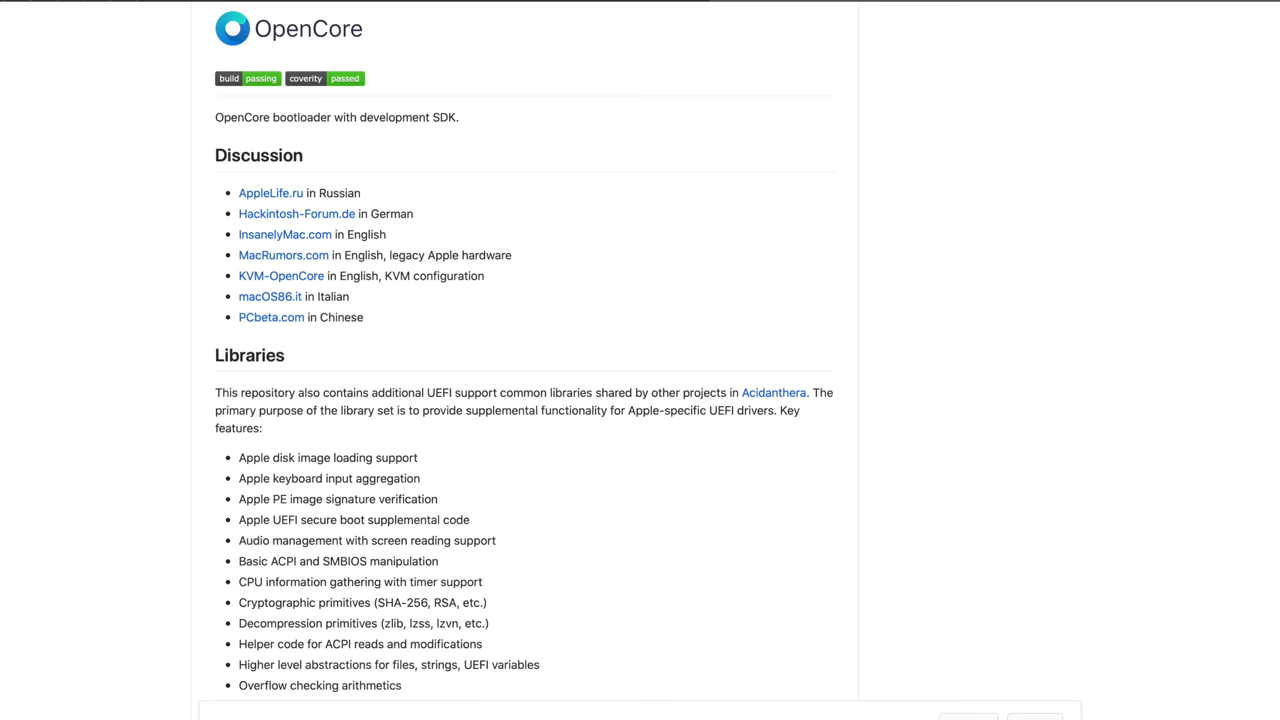 OpenCore
build passing coverity passed
OpenCore bootloader with development SDK.
Discussion
• AppleLife.ru in Russian
• Hackintosh-Forum.de in German
• InsanelyMac.com in English
• MacRumors.com in English, legacy Apple hardware
• KVM-OpenCore in English, KVM configuration
• macOS86.it in Italian
• PCbeta.com in Chinese
Libraries
This repository also contains additional UEFI support common libraries shared by other projects in Acidanthera. The
primary purpose of the library set is to provide supplemental functionality for Apple-specific UEFI drivers. Key
features:
• Apple disk image loading support
• Apple keyboard input aggregation
• Apple PE image signature verification
• Apple UEFI secure boot supplemental code
• Audio management with screen reading support
• Basic ACPI and SMBIOS manipulation
• CPU information gathering with timer support
• Cryptographic primitives (SHA-256, RSA, etc.)
• Decompression primitives (zlib, lzss, lzvn, etc.)
• Helper code for ACPI reads and modifications
• Higher level abstractions for files, strings, UEFI variables
• Overflow checking arithmetics